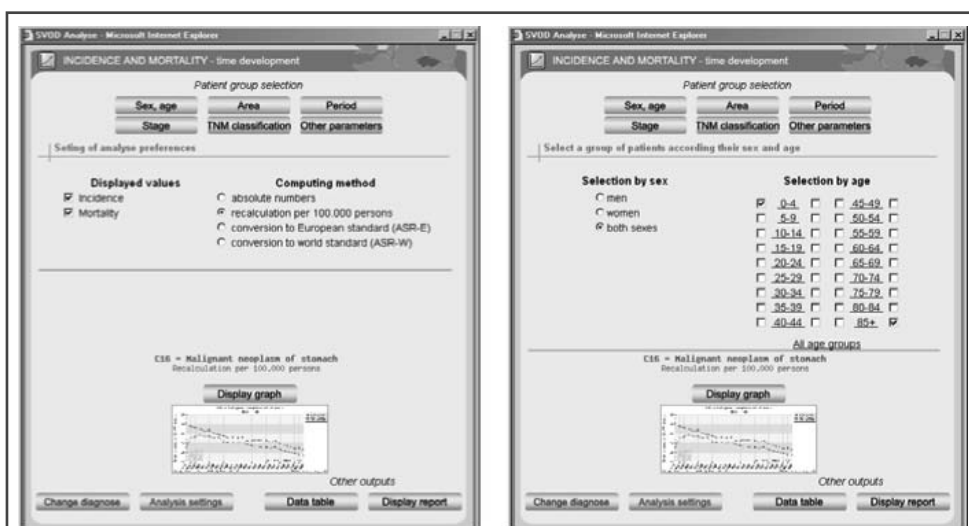 SVOD Analyse - Microsoft Internet Explorer
INCIDENCE AND MORTALITY - time development
Patient group selection
Sex, age Area Period
Stage TNM classification Other parameters
Seting of analyse preferences
Displayed values Computing method
Incidence absolute numbers
Mortality recalculation per 100.000 persons
conversion to European standard (ASR-E)
conversion to world standard (ASR-W)
C16 - Malignant neoplasm of stomach
Recalculation per 100,000 persons
Display graph
Other outputs
Change diagnose Analysis settings Data table Display report
SVOD Analyse - Microsoft Internet Explorer
INCIDENCE AND MORTALITY - time development
Patient group selection
Sex, age Area Period
Stage TNM classification Other parameters
Select a group of patients according their sex and age
Selection by sex Selection by age
men 0-4 45-49
women 5-9 50-54
both sexes 10-14 55-59
15-19 60-64
20-24 65-69
25-29 70-74
30-34 75-79
35-39 80-84
40-44 85+
All age groups
C16 - Malignant neoplasm of stomach
Recalculation per 100,000 persons
Display graph
Other outputs
Change diagnose Analysis settings Data table Display report